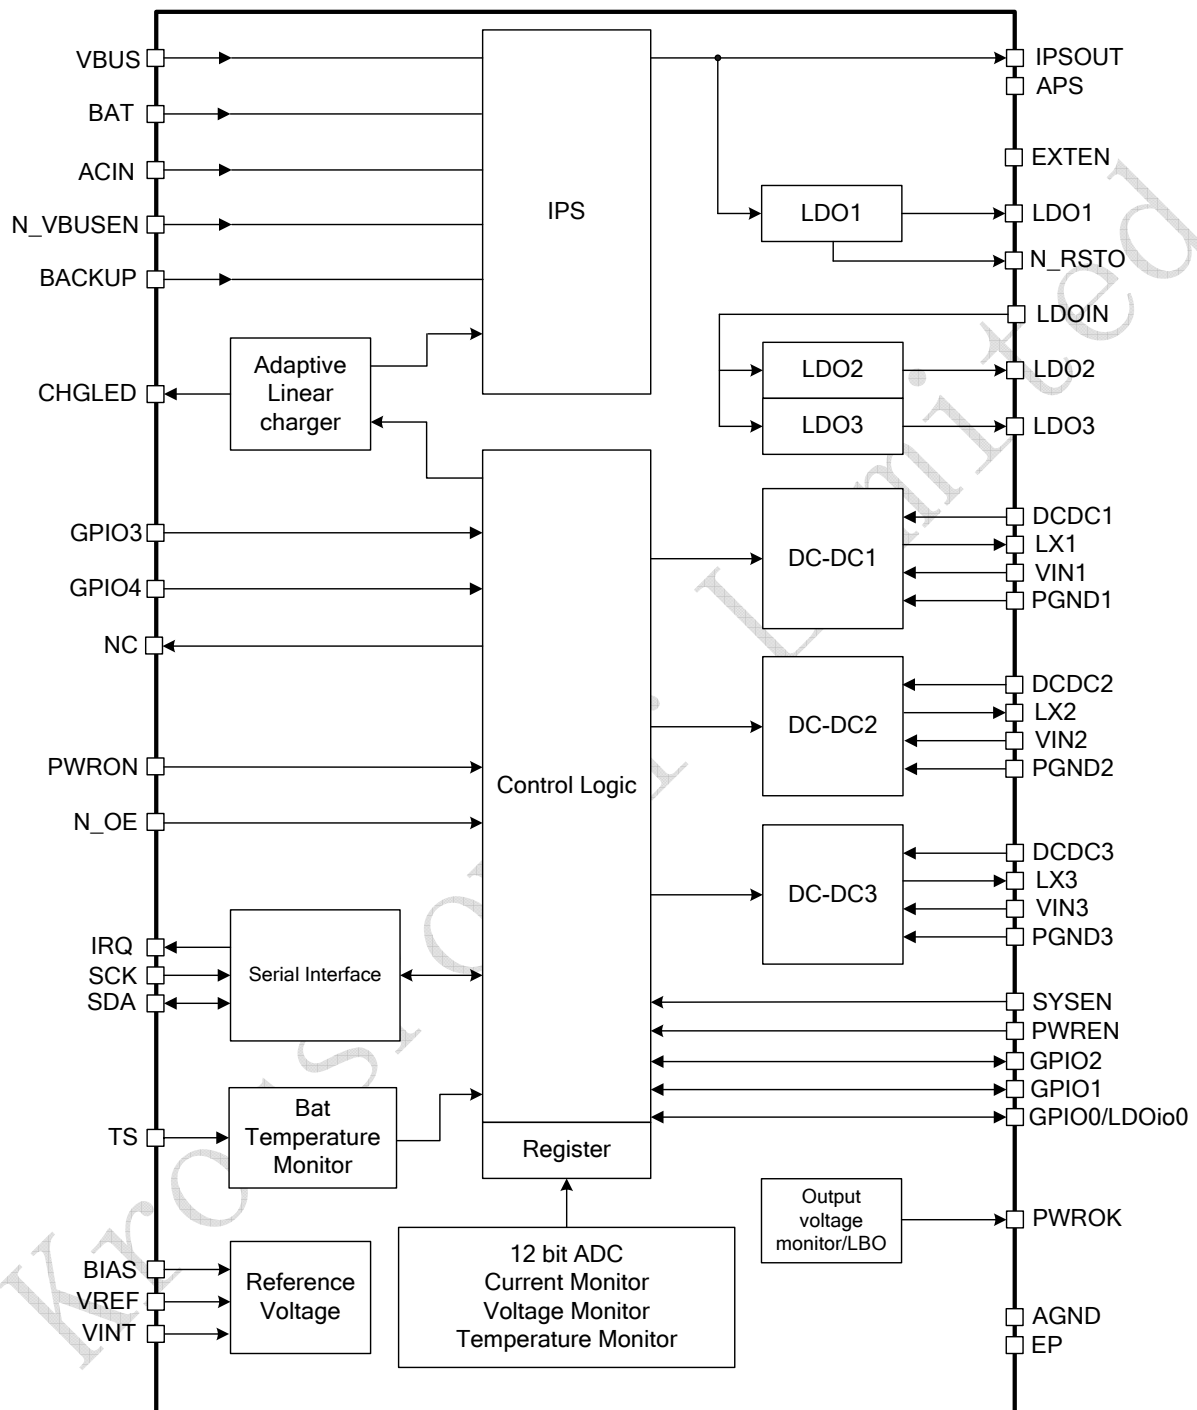 VBUS
BAT
ACIN
N_VBUSEN
BACKUP
CHGLED
GPIO3
GPIO4
NC
PWRON
N_OE
IRQ
SCK
SDA
TS
BIAS
VREF
VINT
IPS
Adaptive
Linear
charger
Control Logic
Serial Interface
Bat
Temperature
Monitor
Register
Reference
Voltage
12 bit ADC
Current Monitor
Voltage Monitor
Temperature Monitor
LDO1
LDO2
LDO3
DC-DC1
DC-DC2
DC-DC3
Output
voltage
monitor/LBO
IPSOUT
APS
EXTEN
LDO1
N_RSTO
LDOIN
LDO2
LDO3
DCDC1
LX1
VIN1
PGND1
DCDC2
LX2
VIN2
PGND2
DCDC3
LX3
VIN3
PGND3
SYSEN
PWREN
GPIO2
GPIO1
GPIO0/LDOio0
PWROK
AGND
EP
Limited